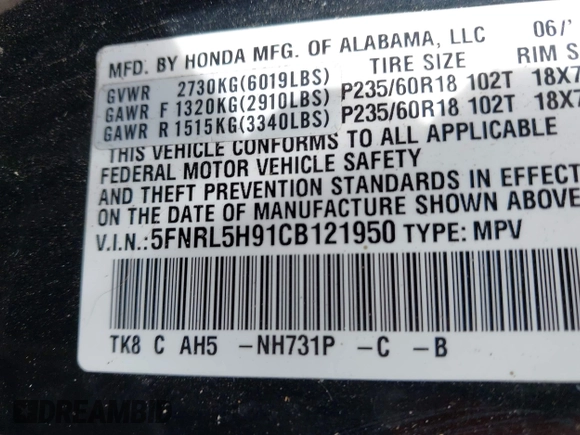 MFD. BY HONDA MFG. OF ALABAMA, LLC 06/'
TIRE SIZE RIM S
GVWR 2730KG(6019LBS)
GAWR F 1320KG(2910LBS) P235/60R18 102T 18X7
GAWR R 1515KG(3340LBS) P235/60R18 102T 18X7
THIS VEHICLE CONFORMS TO ALL APPLICABLE
FEDERAL MOTOR VEHICLE SAFETY
AND THEFT PREVENTION STANDARDS IN EFFECT
ON THE DATE OF MANUFACTURE SHOWN ABOVE
V.I.N.:5FNRL5H91CB121950 TYPE: MPV
TK8 C AH5 -NH731P -C -B
DREAMBID